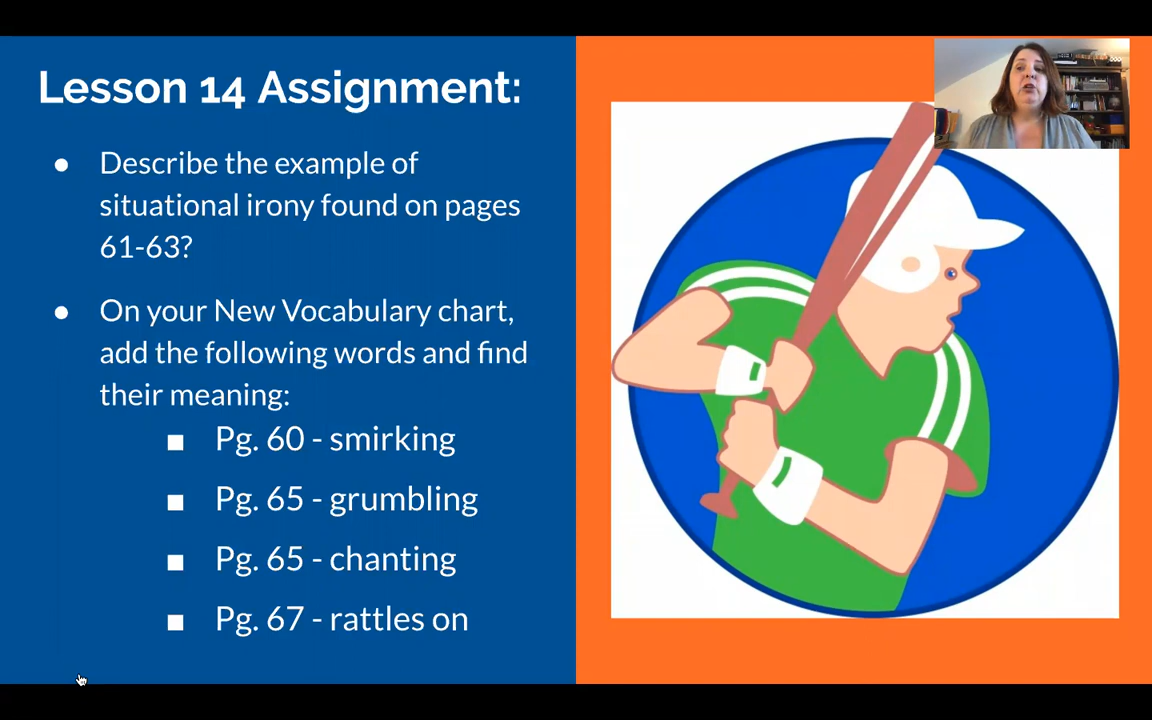 Lesson 14 Assignment:
● Describe the example of
situational irony found on pages
61-63?
● On your New Vocabulary chart,
add the following words and find
their meaning:
■ Pg. 60 - smirking
■ Pg. 65 - grumbling
■ Pg. 65 - chanting
■ Pg. 67 - rattles on